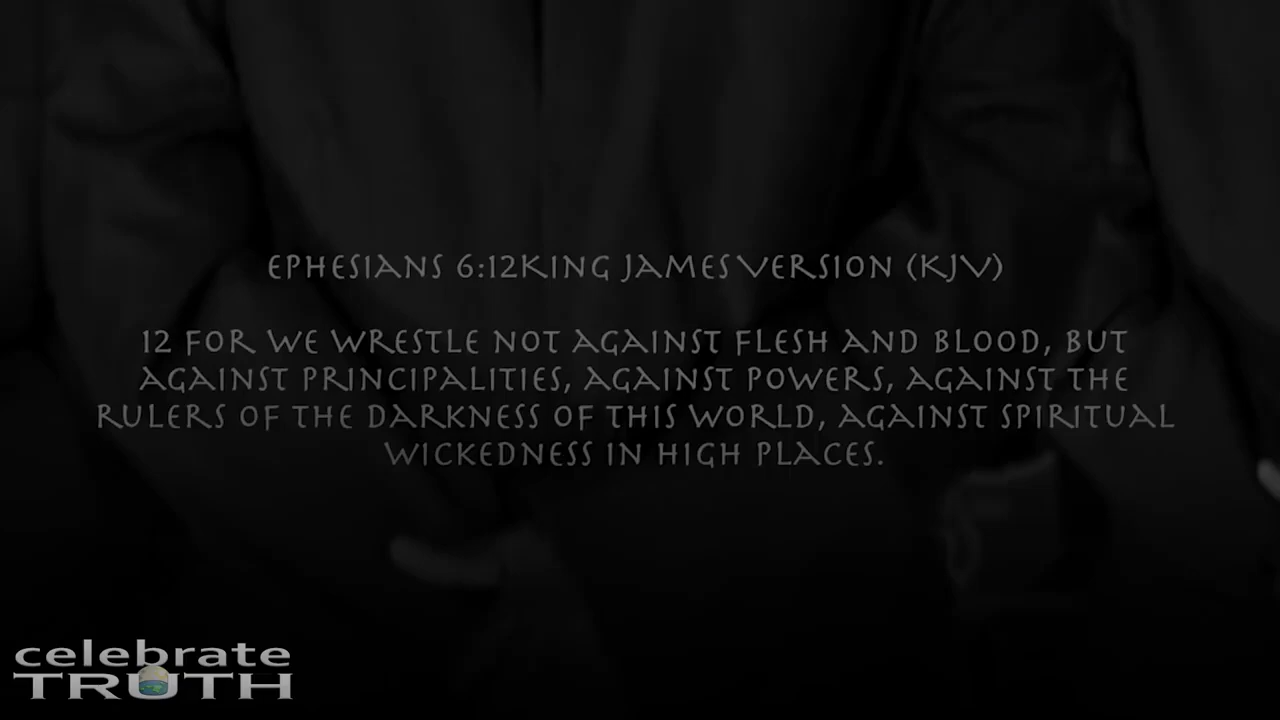 EPHESIANS 6:12KING JAMES VERSION (KJV)
12 FOR WE WRESTLE NOT AGAINST FLESH AND BLOOD, BUT
AGAINST PRINCIPALITIES, AGAINST POWERS, AGAINST THE
RULERS OF THE DARKNESS OF THIS WORLD, AGAINST SPIRITUAL
WICKEDNESS IN HIGH PLACES.
celebrate
TRUTH